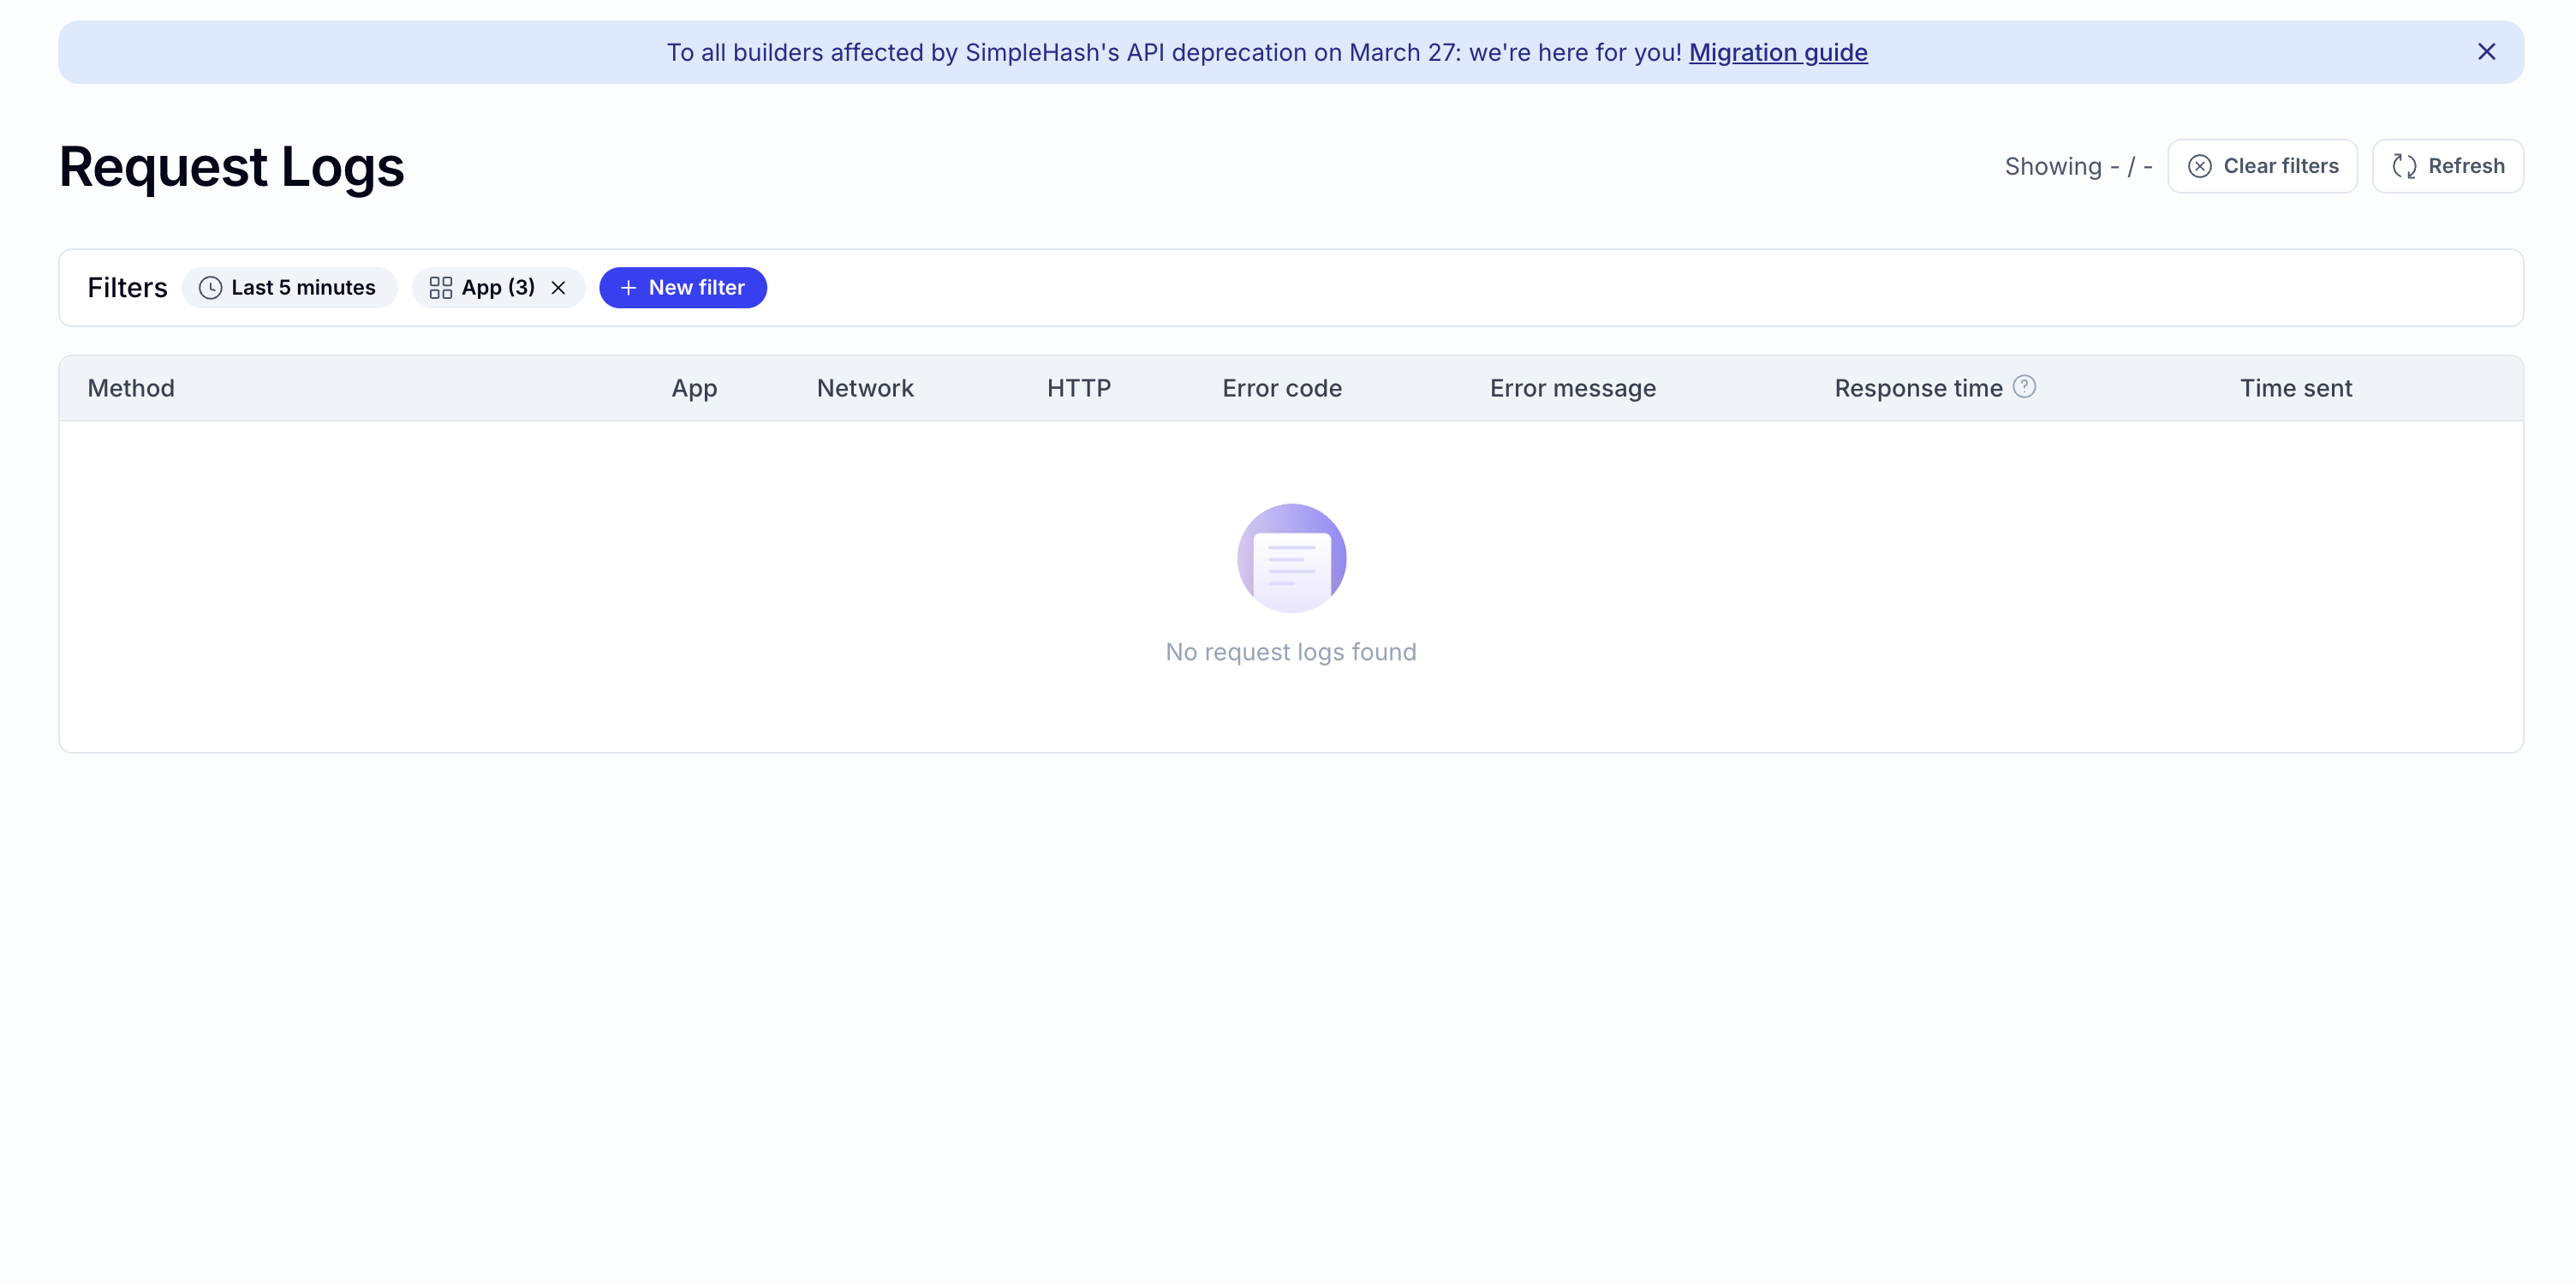 To all builders affected by SimpleHash's API deprecation on March 27: we're here for you! Migration guide
Request Logs
Showing - / -
Clear filters
Refresh
Filters
Last 5 minutes
App (3)
New filter
Method
App
Network
HTTP
Error code
Error message
Response time
Time sent
No request logs found